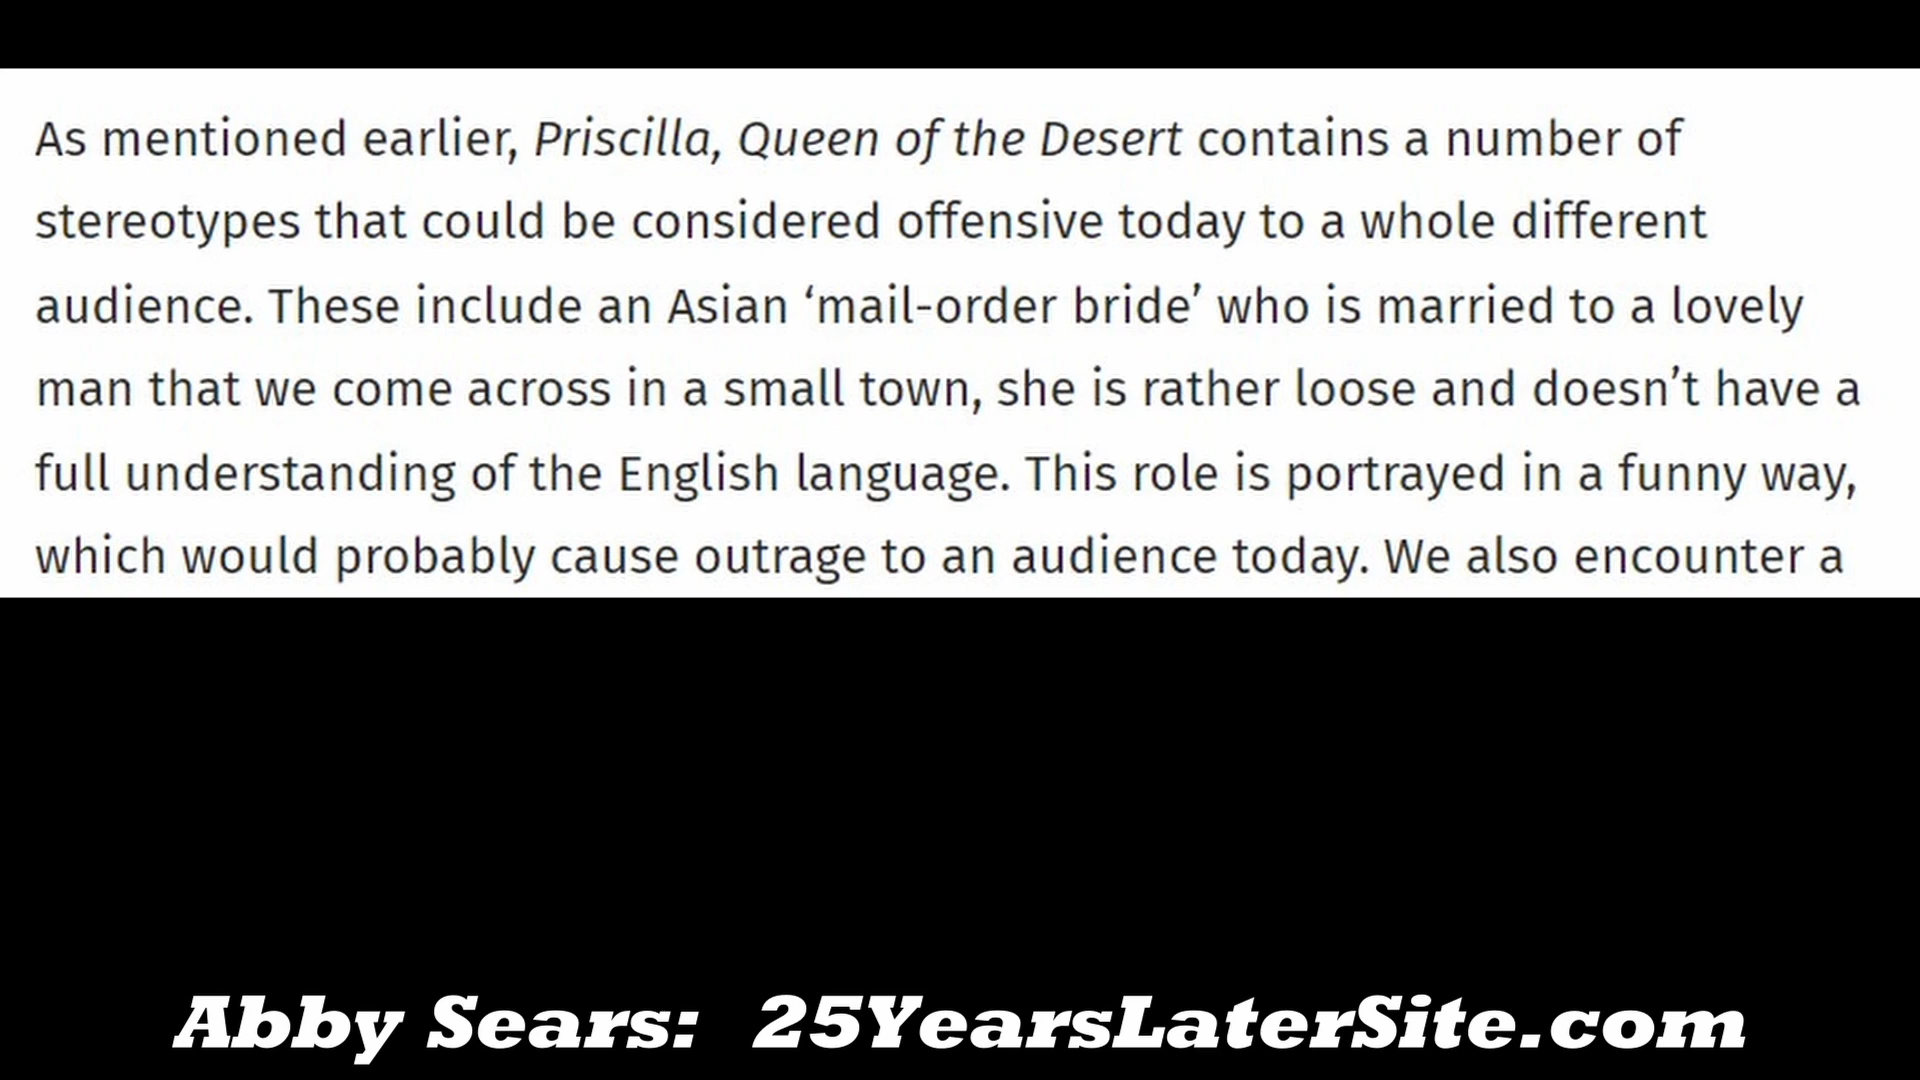 As mentioned earlier, Priscilla, Queen of the Desert contains a number of
stereotypes that could be considered offensive today to a whole different
audience. These include an Asian ‘mail-order bride’ who is married to a lovely
man that we come across in a small town, she is rather loose and doesn’t have a
full understanding of the English language. This role is portrayed in a funny way,
which would probably cause outrage to an audience today. We also encounter a
Abby Sears: 25YearsLaterSite.com